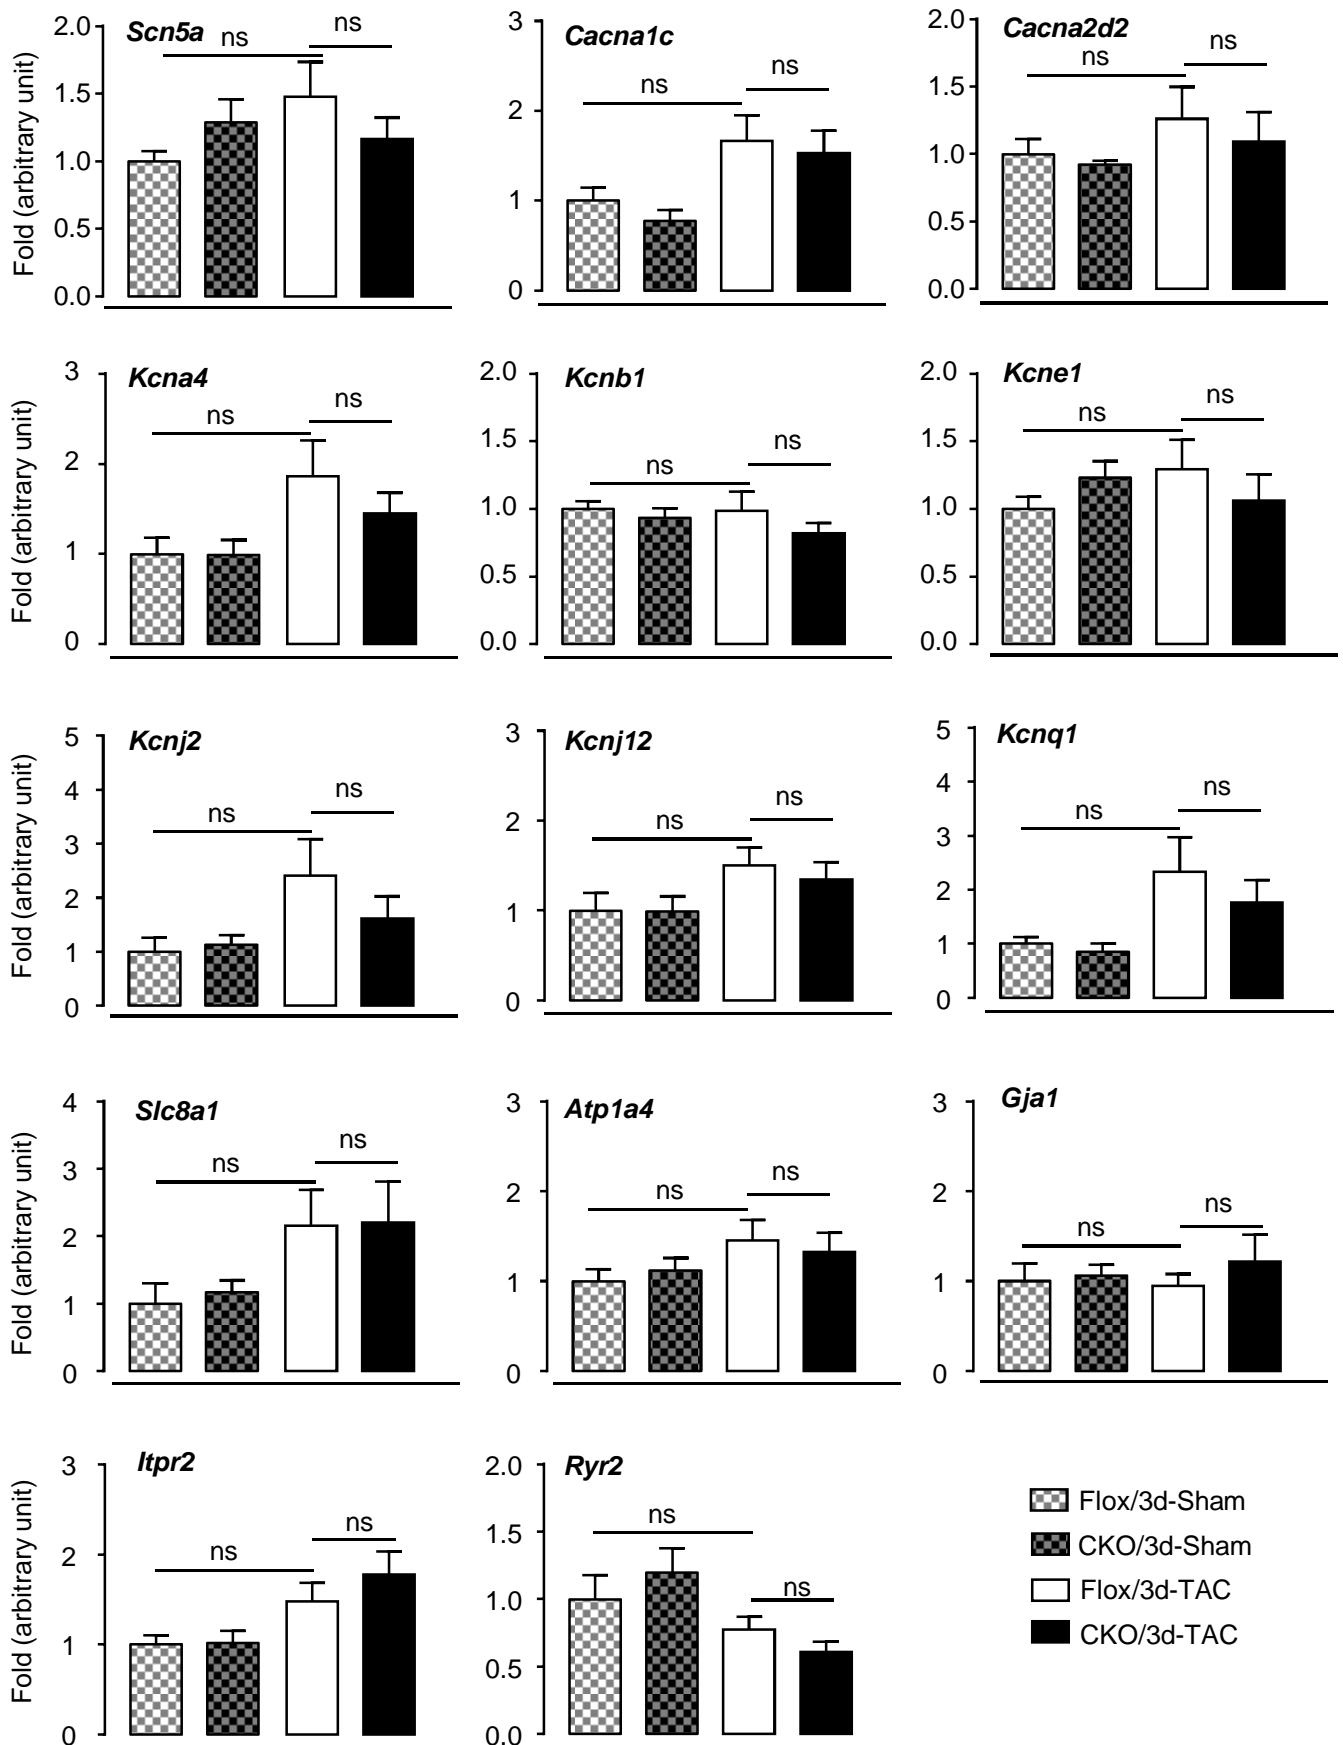 Scn5a
Fold (arbitrary unit)
2.0
1.5
1.0
0.5
0.0
ns
ns
Cacna1c
3
2
1
0
ns
ns
Cacna2d2
2.0
1.5
1.0
0.5
0.0
ns
ns
Kcna4
Fold (arbitrary unit)
3
2
1
0
ns
ns
Kcnb1
2.0
1.5
1.0
0.5
0.0
ns
ns
Kcne1
2.0
1.5
1.0
0.5
0.0
ns
ns
Kcnj2
Fold (arbitrary unit)
5
4
3
2
1
0
ns
ns
Kcnj12
3
2
1
0
ns
ns
Kcnq1
5
4
3
2
1
0
ns
ns
Slc8a1
Fold (arbitrary unit)
4
3
2
1
0
ns
ns
Atp1a4
3
2
1
0
ns
ns
Gja1
3
2
1
0
ns
ns
Itpr2
Fold (arbitrary unit)
3
2
1
0
ns
ns
Ryr2
2.0
1.5
1.0
0.5
0.0
ns
ns
Flox/3d-Sham
CKO/3d-Sham
Flox/3d-TAC
CKO/3d-TAC